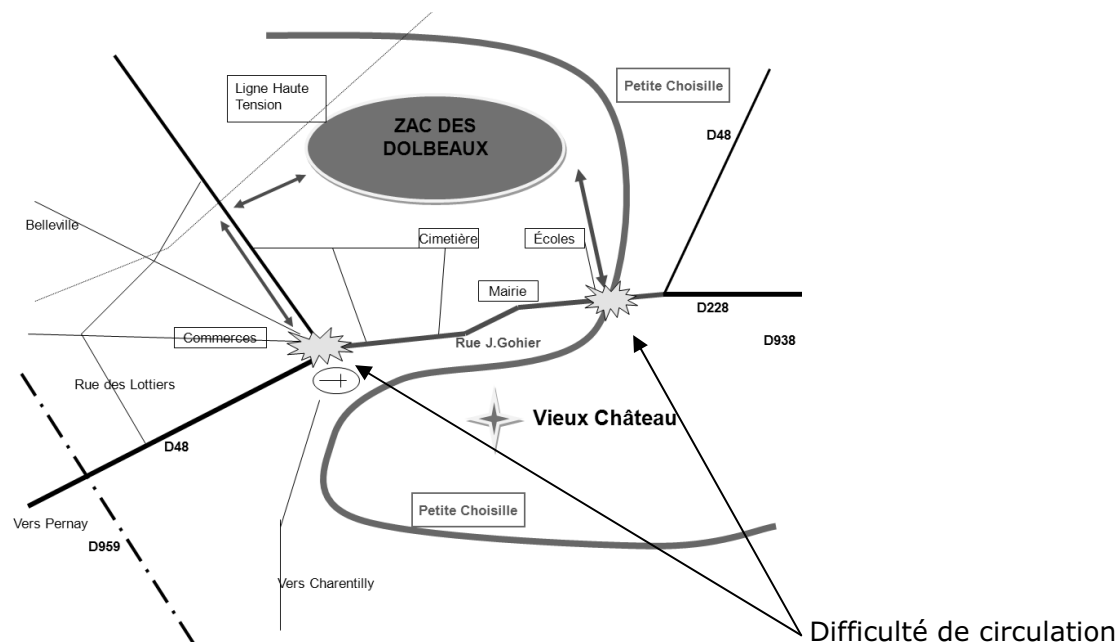 Ligne Haute
Tension
Petite Choisille
ZAC DES
DOLBEAUX
D48
Belleville
Cimetière
Écoles
Mairie
D228
Commerces
Rue J.Gohier
D938
Rue des Lottiers
Vieux Château
D48
Petite Choisille
Vers Pernay
D959
Vers Charentilly
Difficulté de circulation